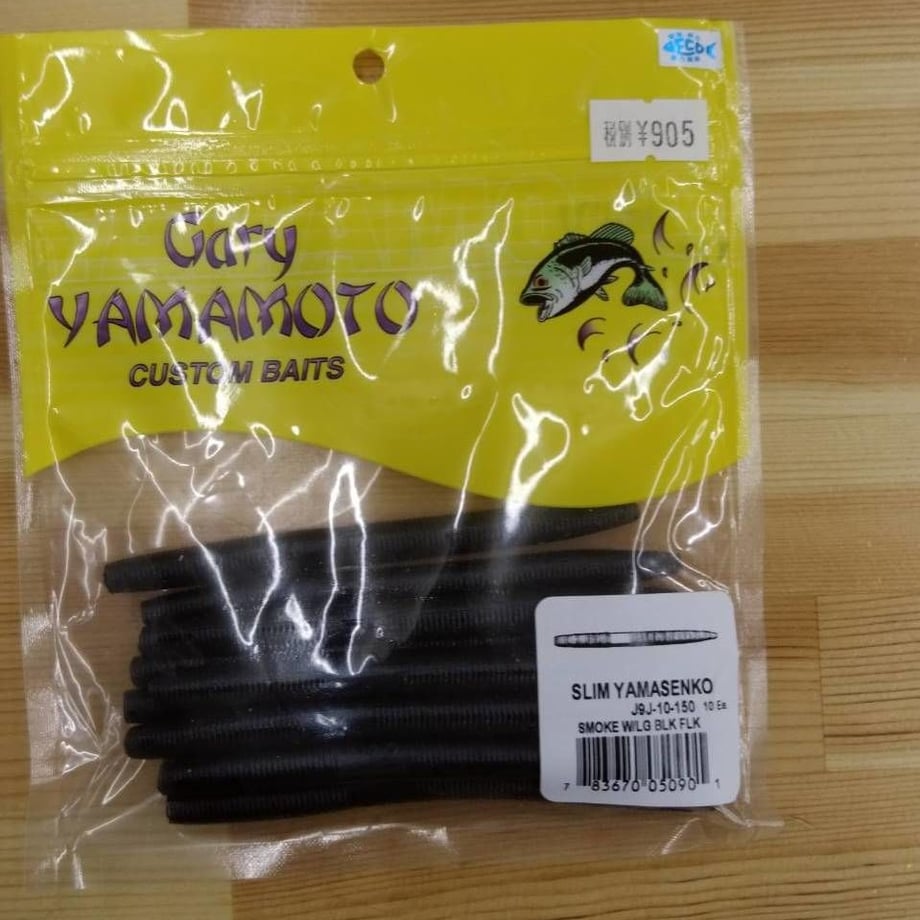 ECO
税別¥905
Gary
YAMAMOTO
CUSTOM BAITS
SLIM YAMASENKO
J9J-10-150 10 Ea
SMOKE W/LG BLK FLK
7 83670 05090 1